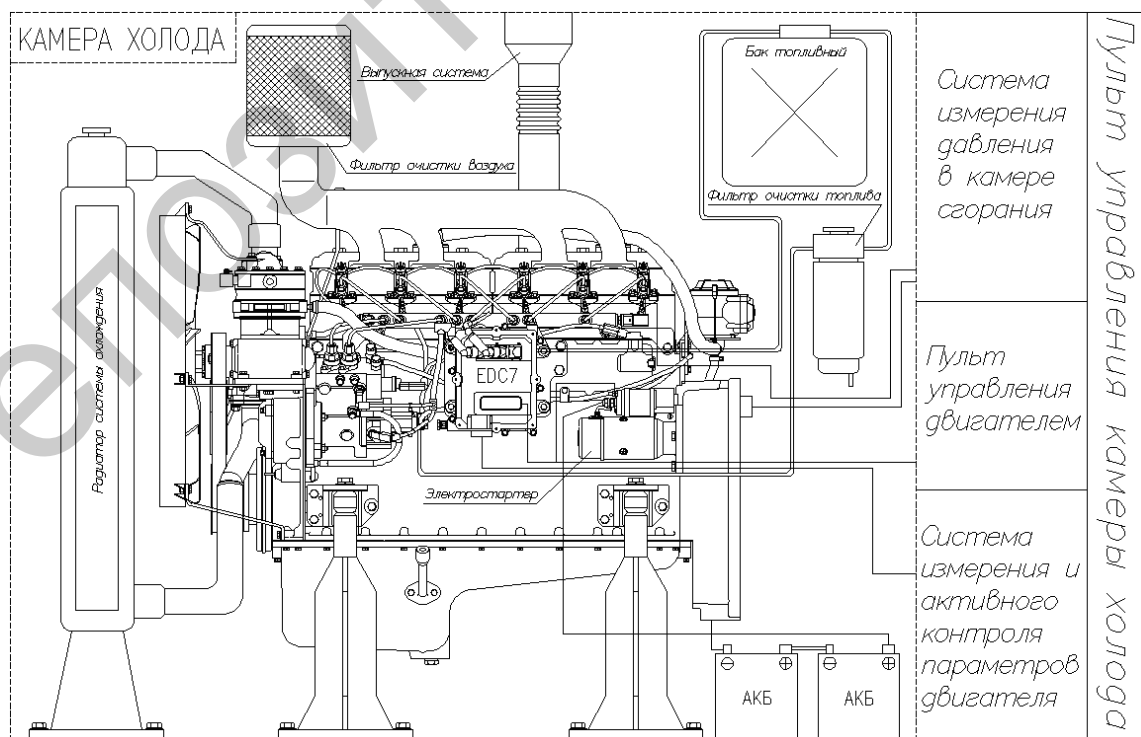 КАМЕРА ХОЛОДА
Выпускная система
Бак топливный
Фильтр очистки воздуха
Фильтр очистки топлива
Радиатор системы охлаждения
EDC7
Электростартер
АКБ
АКБ
Система
измерения
давления
в камере
сгорания
Пульт
управления
двигателем
Система
измерения и
активного
контроля
параметров
двигателя
Пульт управления камеры холода
епозит